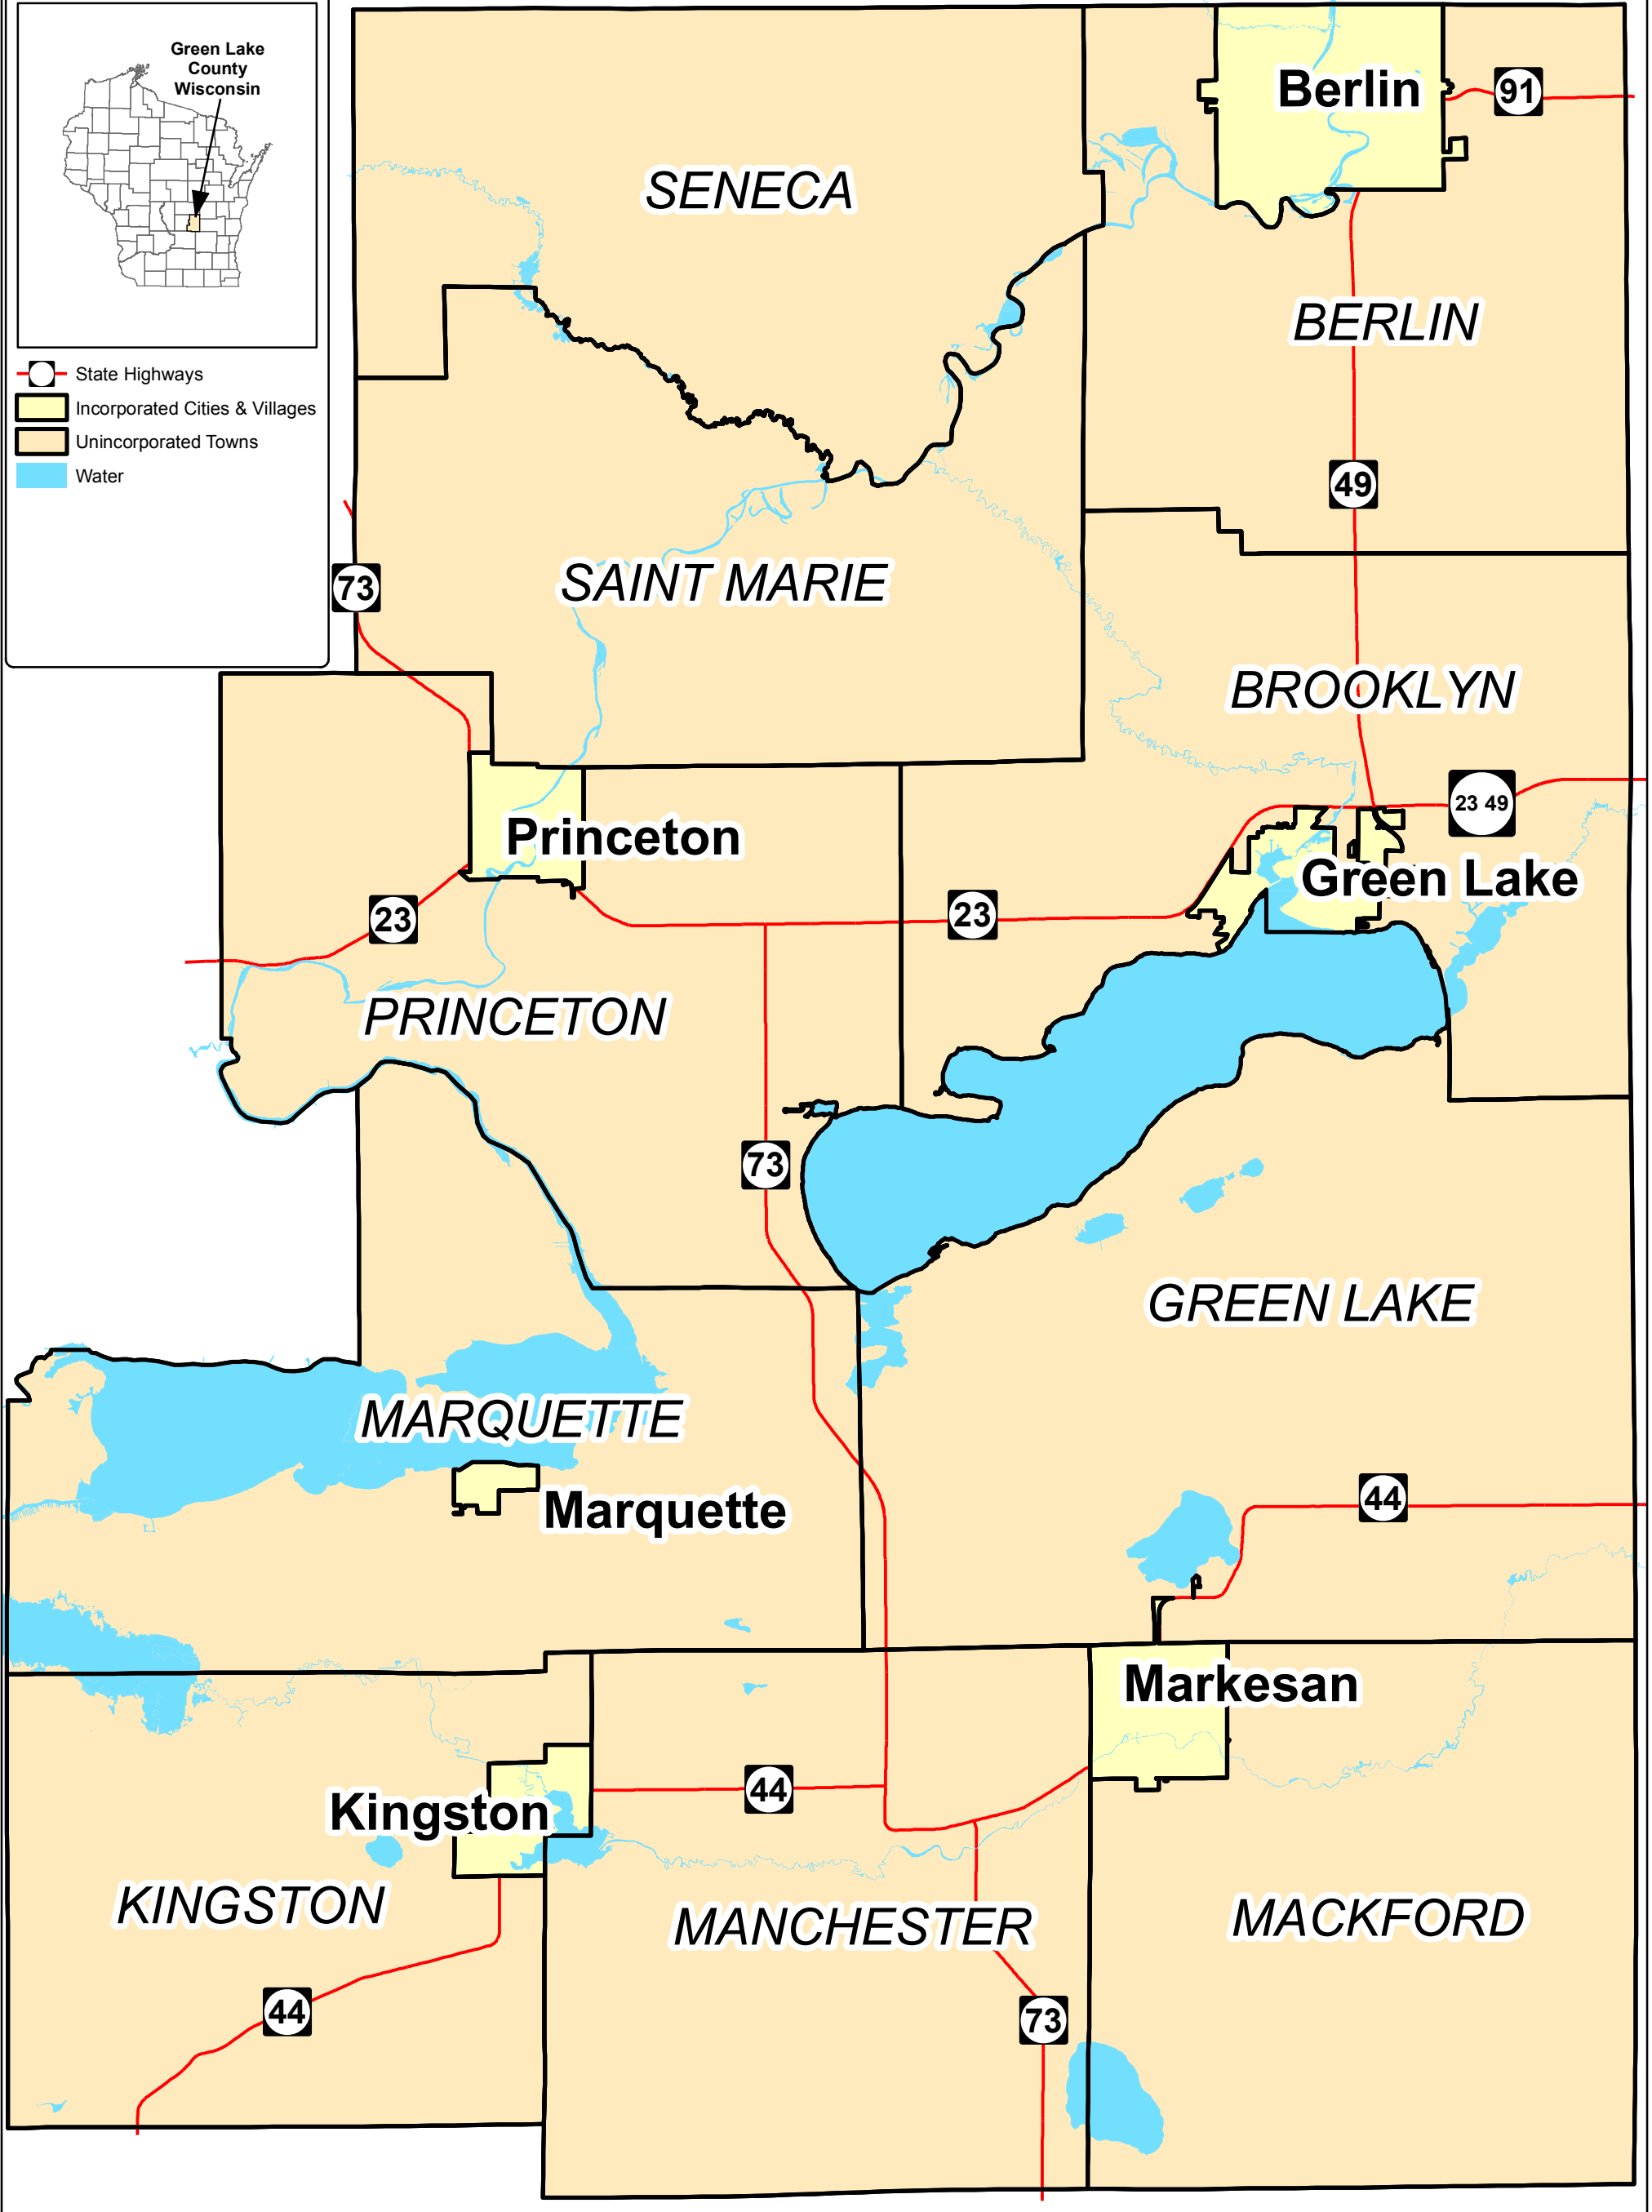 Green Lake
County
Wisconsin
State Highways
Incorporated Cities & Villages
Unincorporated Towns
Water
Berlin
91
SENECA
BERLIN
49
SAINT MARIE
73
BROOKLYN
23 49
Princeton
Green Lake
23
23
PRINCETON
73
GREEN LAKE
MARQUETTE
Marquette
44
Markesan
44
Kingston
KINGSTON
MANCHESTER
MACKFORD
44
73